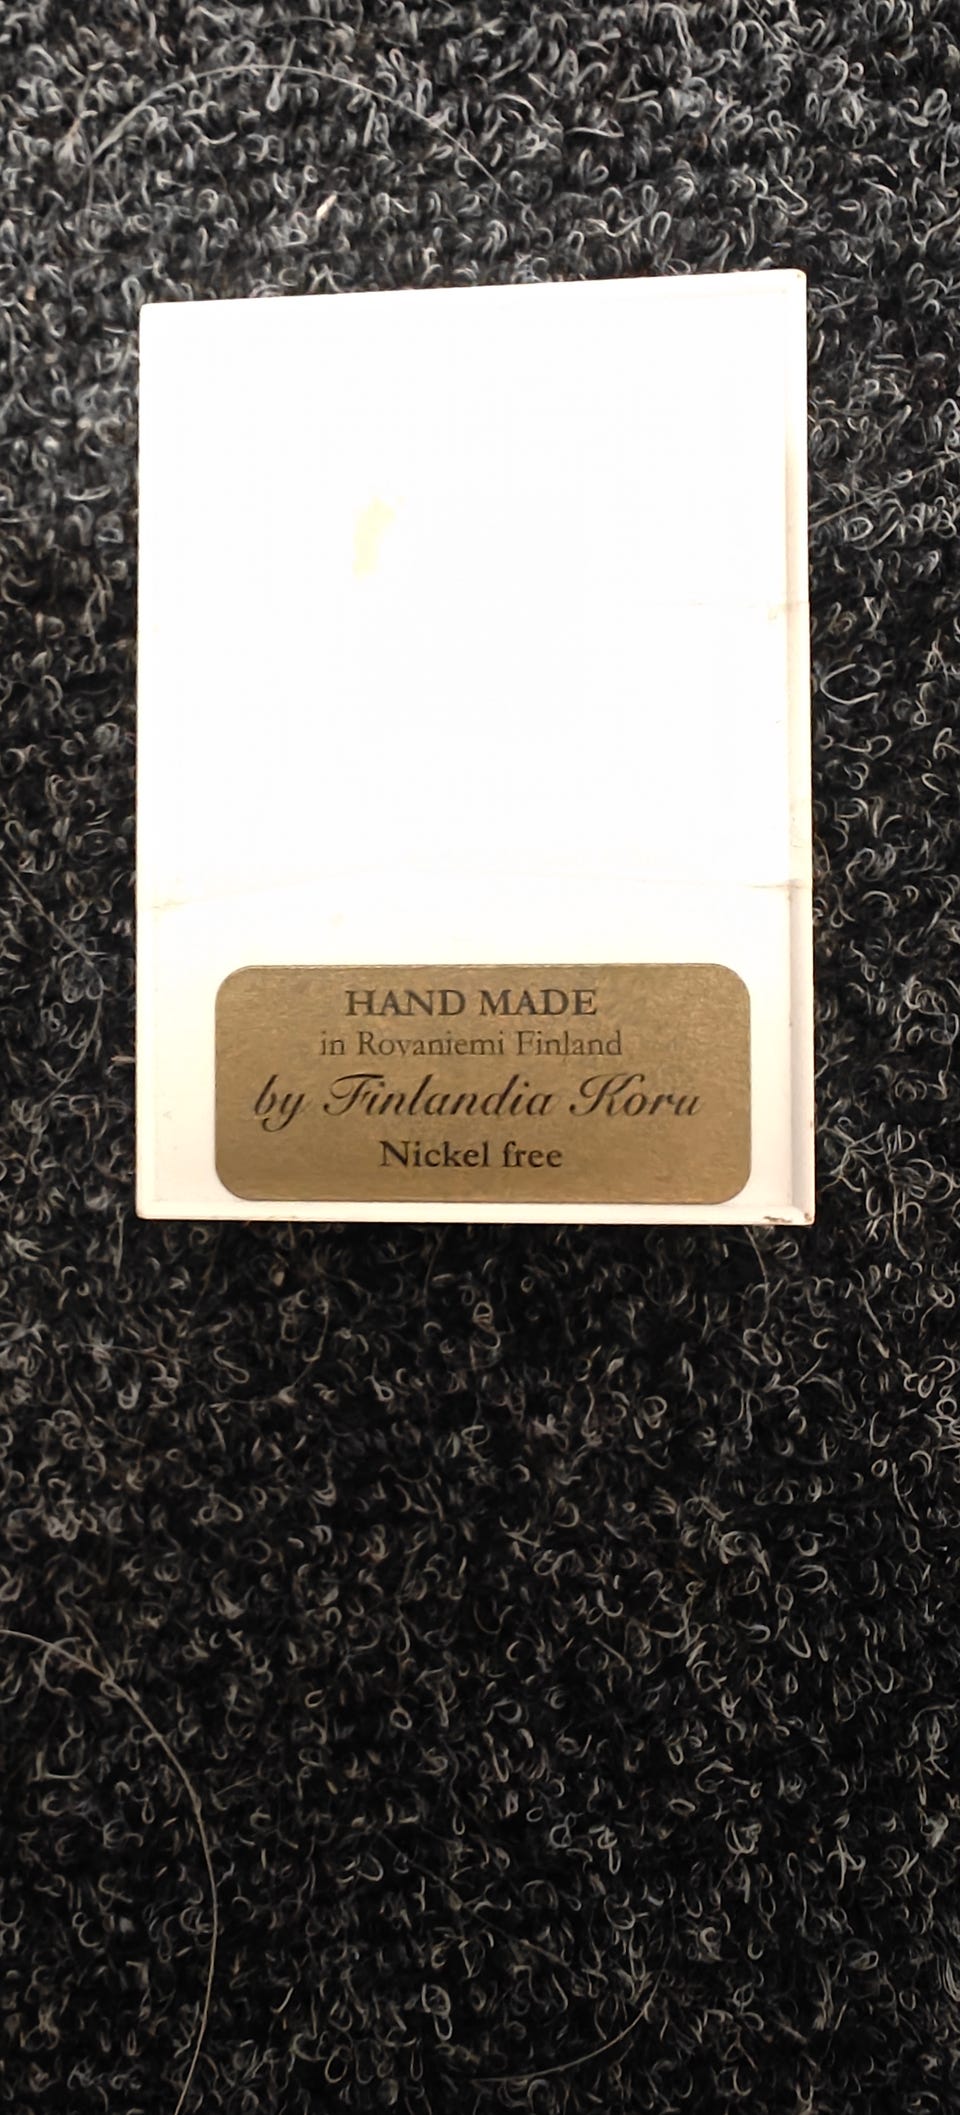 HAND MADE
in Rovaniemi Finland
by Finlandia Koru
Nickel free